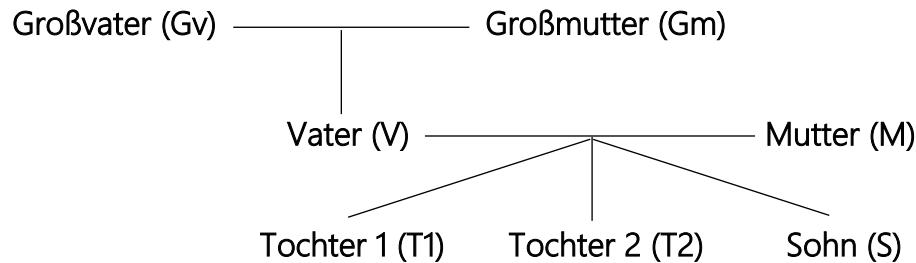 Großvater (Gv) Großmutter (Gm)
Vater (V) Mutter (M)
Tochter 1 (T1) Tochter 2 (T2) Sohn (S)